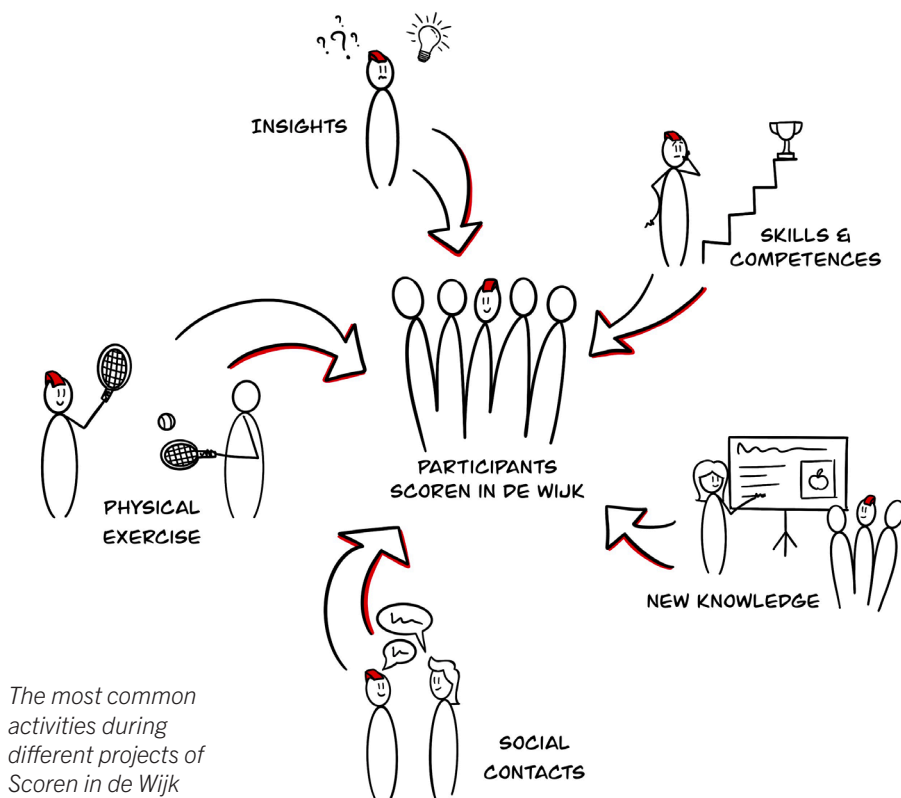 ???
INSIGHTS
SKILLS &
COMPETENCES
PARTICIPANTS
SCOREN IN DE WIJK
PHYSICAL
EXERCISE
NEW KNOWLEDGE
SOCIAL
CONTACTS
The most common
activities during
different projects of
Scoren in de Wijk